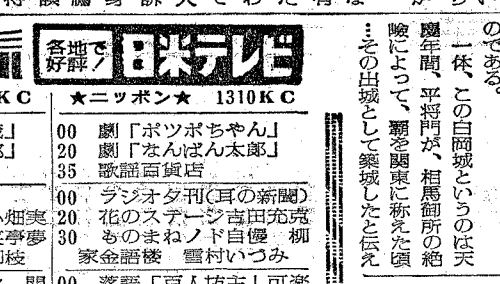 のである。
一体、この白岡城というのは天
慶年間、平将門が、相馬御所の絶
険によって、覇を関東に称えた頃
…その出城として築城したと伝え
各地で
好評！
日米テレビ
KC
★ニッポン★ 1310KC
00 劇「ポツポちゃん」
20 劇「なんばん太郎」
35 歌謡百貨店
00 ラジオ夕刊(耳の新聞)
20 花のステージ吉田充克
30 ものまねノド自慢 柳
家金語楼 雪村いづみ
00 落語「百人坊主」可楽
畑実
亭夢
枝